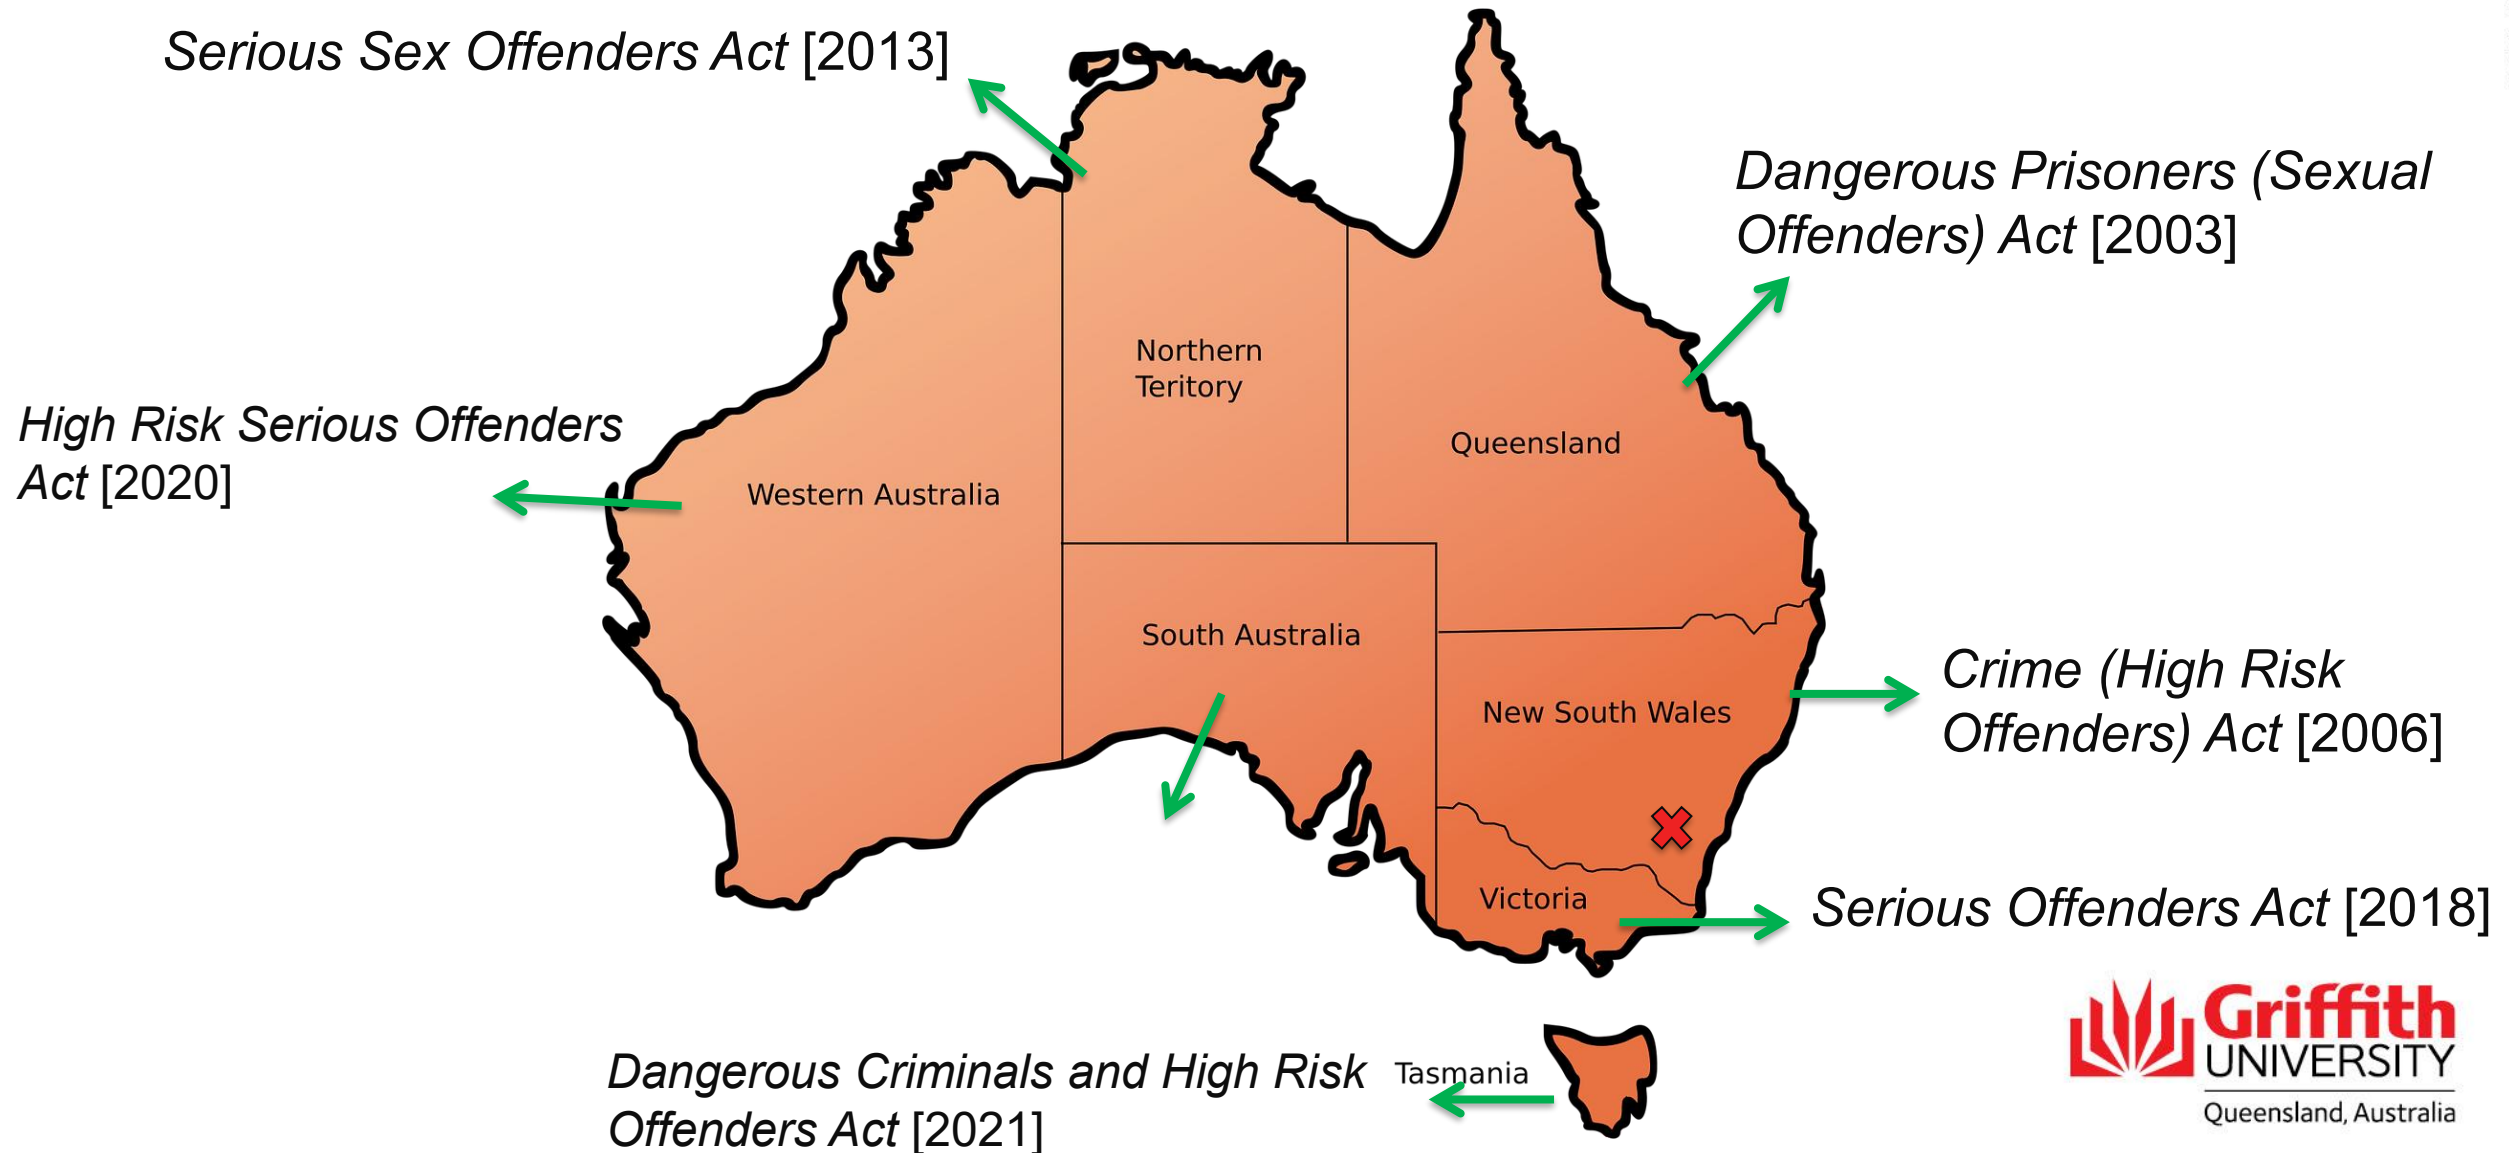 Serious Sex Offenders Act [2013]
Dangerous Prisoners (Sexual
Offenders) Act [2003]
Northern
Teritory
High Risk Serious Offenders
Act [2020]
Queensland
Western Australia
South Australia
New South Wales
Crime (High Risk
Offenders) Act [2006]
Victoria
Serious Offenders Act [2018]
Dangerous Criminals and High Risk
Offenders Act [2021]
Tasmania
Griffith
UNIVERSITY
Queensland, Australia